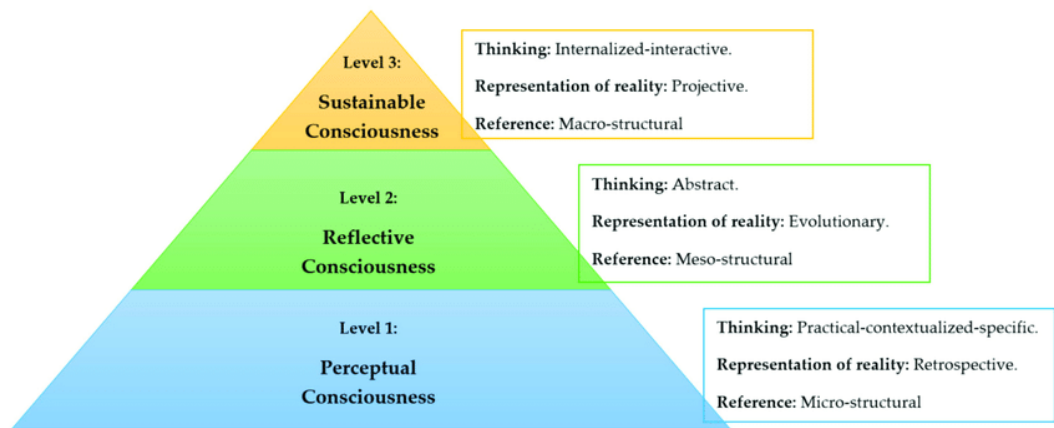 Level 3:
Sustainable
Consciousness
Thinking: Internalized-interactive.
Representation of reality: Projective.
Reference: Macro-structural
Level 2:
Reflective
Consciousness
Thinking: Abstract.
Representation of reality: Evolutionary.
Reference: Meso-structural
Level 1:
Perceptual
Consciousness
Thinking: Practical-contextualized-specific.
Representation of reality: Retrospective.
Reference: Micro-structural